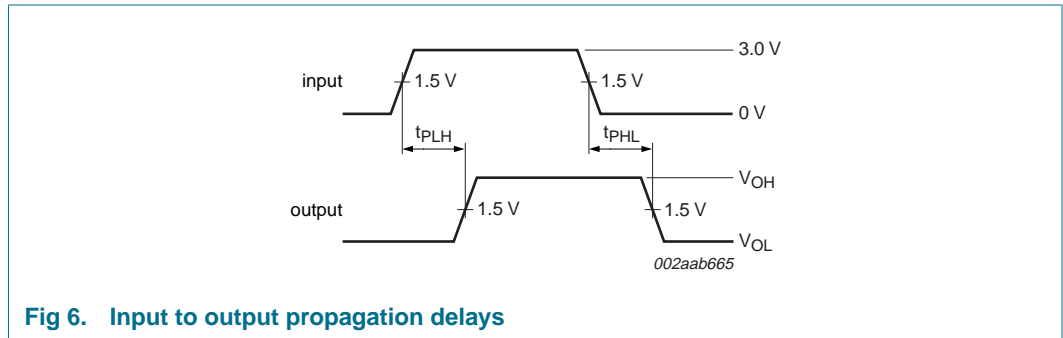 3.0 V
input
1.5 V
1.5 V
0 V
tPLH
tPHL
VOH
output
1.5 V
1.5 V
VOL
002aab665
Fig 6. Input to output propagation delays